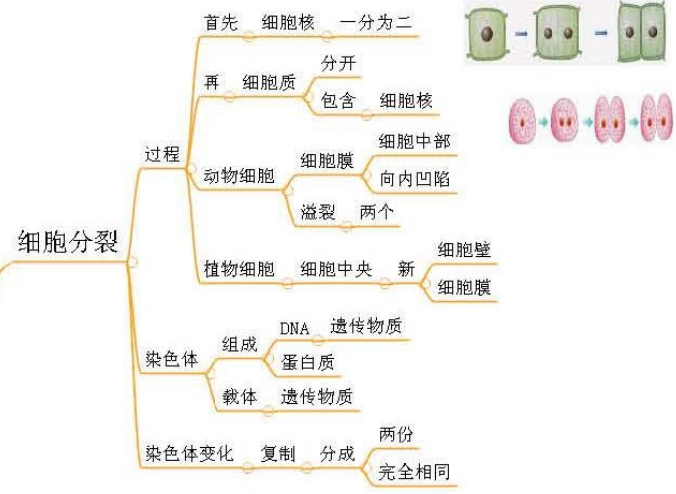 细胞分裂
过程
首先 细胞核 一分为二
再 细胞质
分开
包含 细胞核
动物细胞
细胞膜
细胞中部
向内凹陷
溢裂 两个
植物细胞 细胞中央 新
细胞壁
细胞膜
染色体
组成
DNA 遗传物质
蛋白质
载体 遗传物质
染色体变化 复制 分成
两份
完全相同